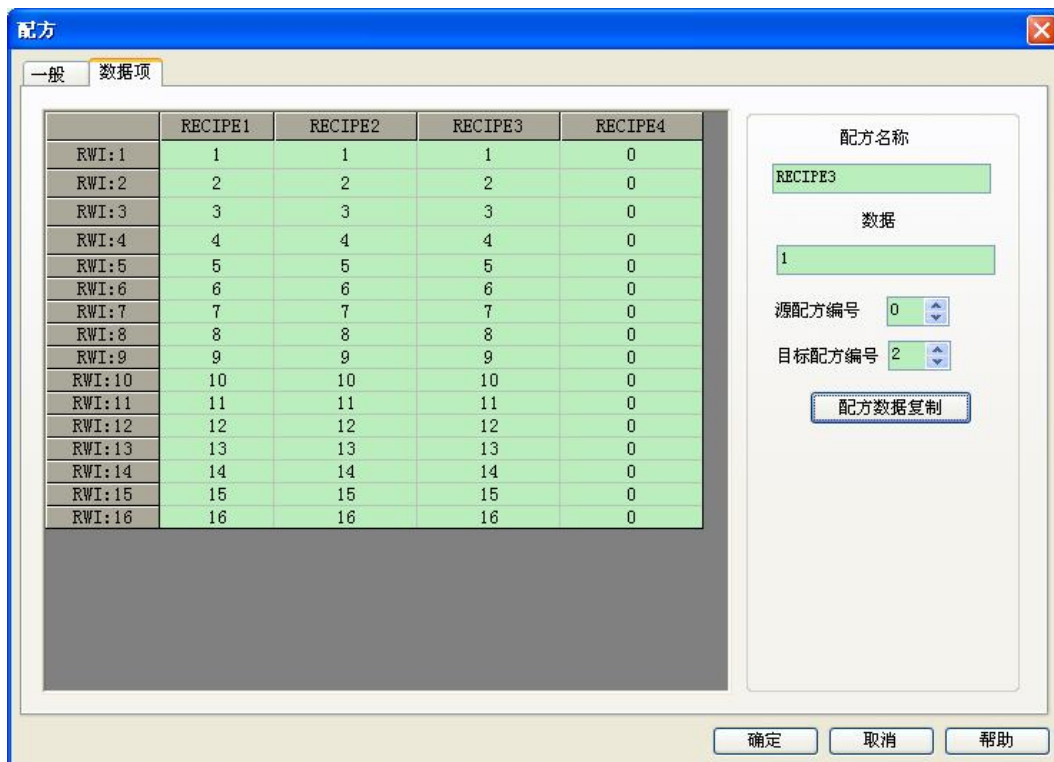 配方
一般 数据项
RECIPE1 RECIPE2 RECIPE3 RECIPE4
RWI:1 1 1 1 0
RWI:2 2 2 2 0
RWI:3 3 3 3 0
RWI:4 4 4 4 0
RWI:5 5 5 5 0
RWI:6 6 6 6 0
RWI:7 7 7 7 0
RWI:8 8 8 8 0
RWI:9 9 9 9 0
RWI:10 10 10 10 0
RWI:11 11 11 11 0
RWI:12 12 12 12 0
RWI:13 13 13 13 0
RWI:14 14 14 14 0
RWI:15 15 15 15 0
RWI:16 16 16 16 0
配方名称
RECIPE3
数据
1
源配方编号 0
目标配方编号 2
配方数据复制
确定 取消 帮助